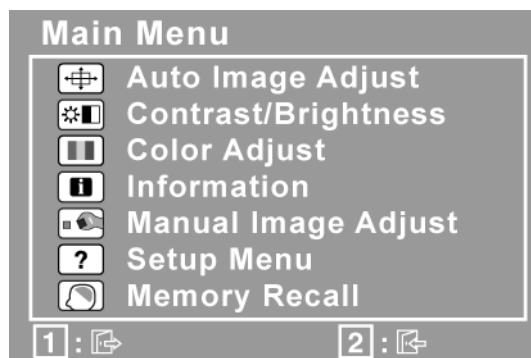 Main Menu
Auto Image Adjust
Contrast/Brightness
Color Adjust
Information
Manual Image Adjust
? Setup Menu
Memory Recall
1 : 2 :